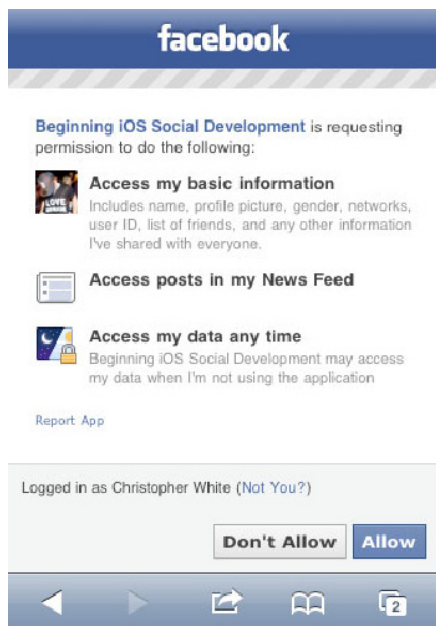 facebook
Beginning iOS Social Development is requesting
permission to do the following:
Access my basic information
Includes name, profile picture, gender, networks,
user ID, list of friends, and any other information
I've shared with everyone.
Access posts in my News Feed
Access my data any time
Beginning iOS Social Development may access
my data when I'm not using the application
Report App
Logged in as Christopher White (Not You?)
Don't Allow
Allow
2